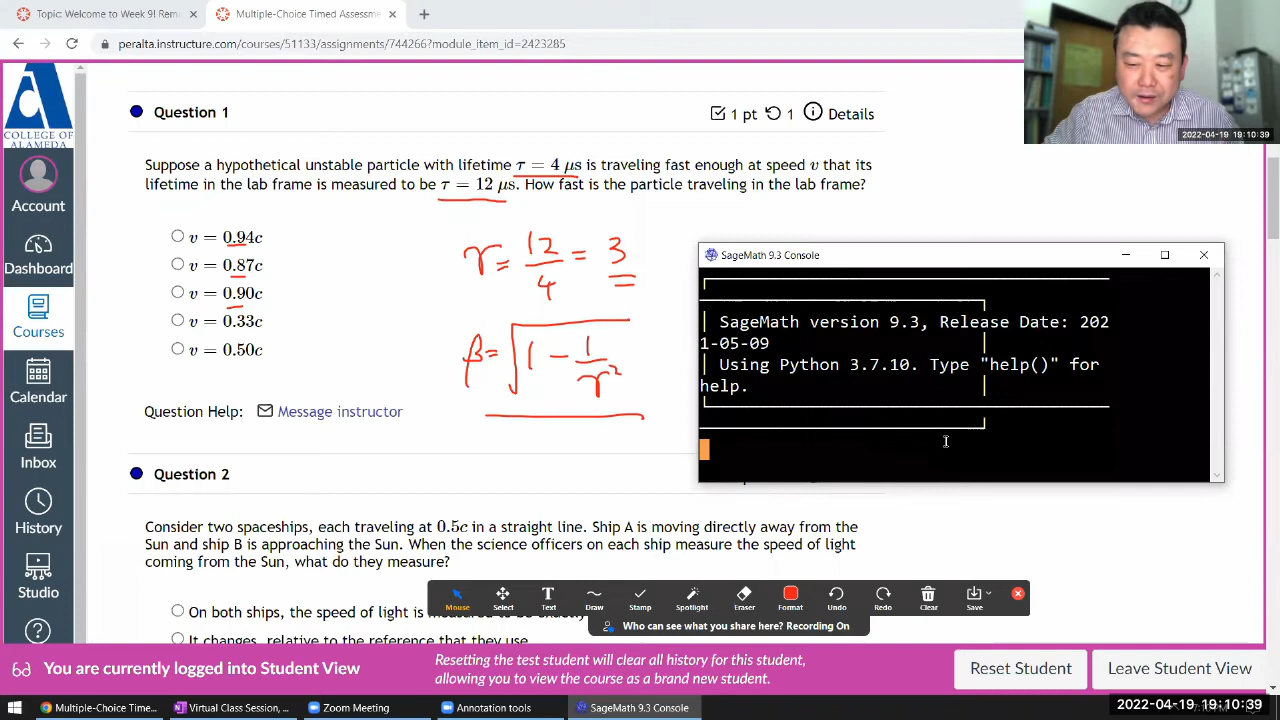 Topic: Welcome to Week 9! Rem
Multiple-Choice Timed Assessme
peralta.instructure.com/courses/51133/assignments/744266?module_item_id=2423285
2022-04-19 19:10:39
COLLEGE OF
ALAMEDA
Account
Dashboard
Courses
Calendar
Inbox
History
Studio
Question 1
1 pt 1 Details
Suppose a hypothetical unstable particle with lifetime τ = 4 μs is traveling fast enough at speed v that its
lifetime in the lab frame is measured to be τ = 12 μs. How fast is the particle traveling in the lab frame?
v = 0.94c
v = 0.87c
v = 0.90c
v = 0.33c
v = 0.50c
γ = 12/4 = 3
β = √(1 − 1/γ²)
Question Help: Message instructor
SageMath 9.3 Console
SageMath version 9.3, Release Date: 202
1-05-09
Using Python 3.7.10. Type "help()" for
help.
Question 2
Consider two spaceships, each traveling at 0.5c in a straight line. Ship A is moving directly away from the
Sun and ship B is approaching the Sun. When the science officers on each ship measure the speed of light
coming from the Sun, what do they measure?
On both ships, the speed of light is measured to be exactly
It changes, relative to the reference that they use
Mouse Select Text Draw Stamp Spotlight Eraser Format Undo Redo Clear Save
Who can see what you share here? Recording On
You are currently logged into Student View
Resetting the test student will clear all history for this student,
allowing you to view the course as a brand new student.
Reset Student
Leave Student View
Multiple-Choice Time...
Virtual Class Session, ...
Zoom Meeting
Annotation tools
SageMath 9.3 Console
2022-04-19 19:10:39